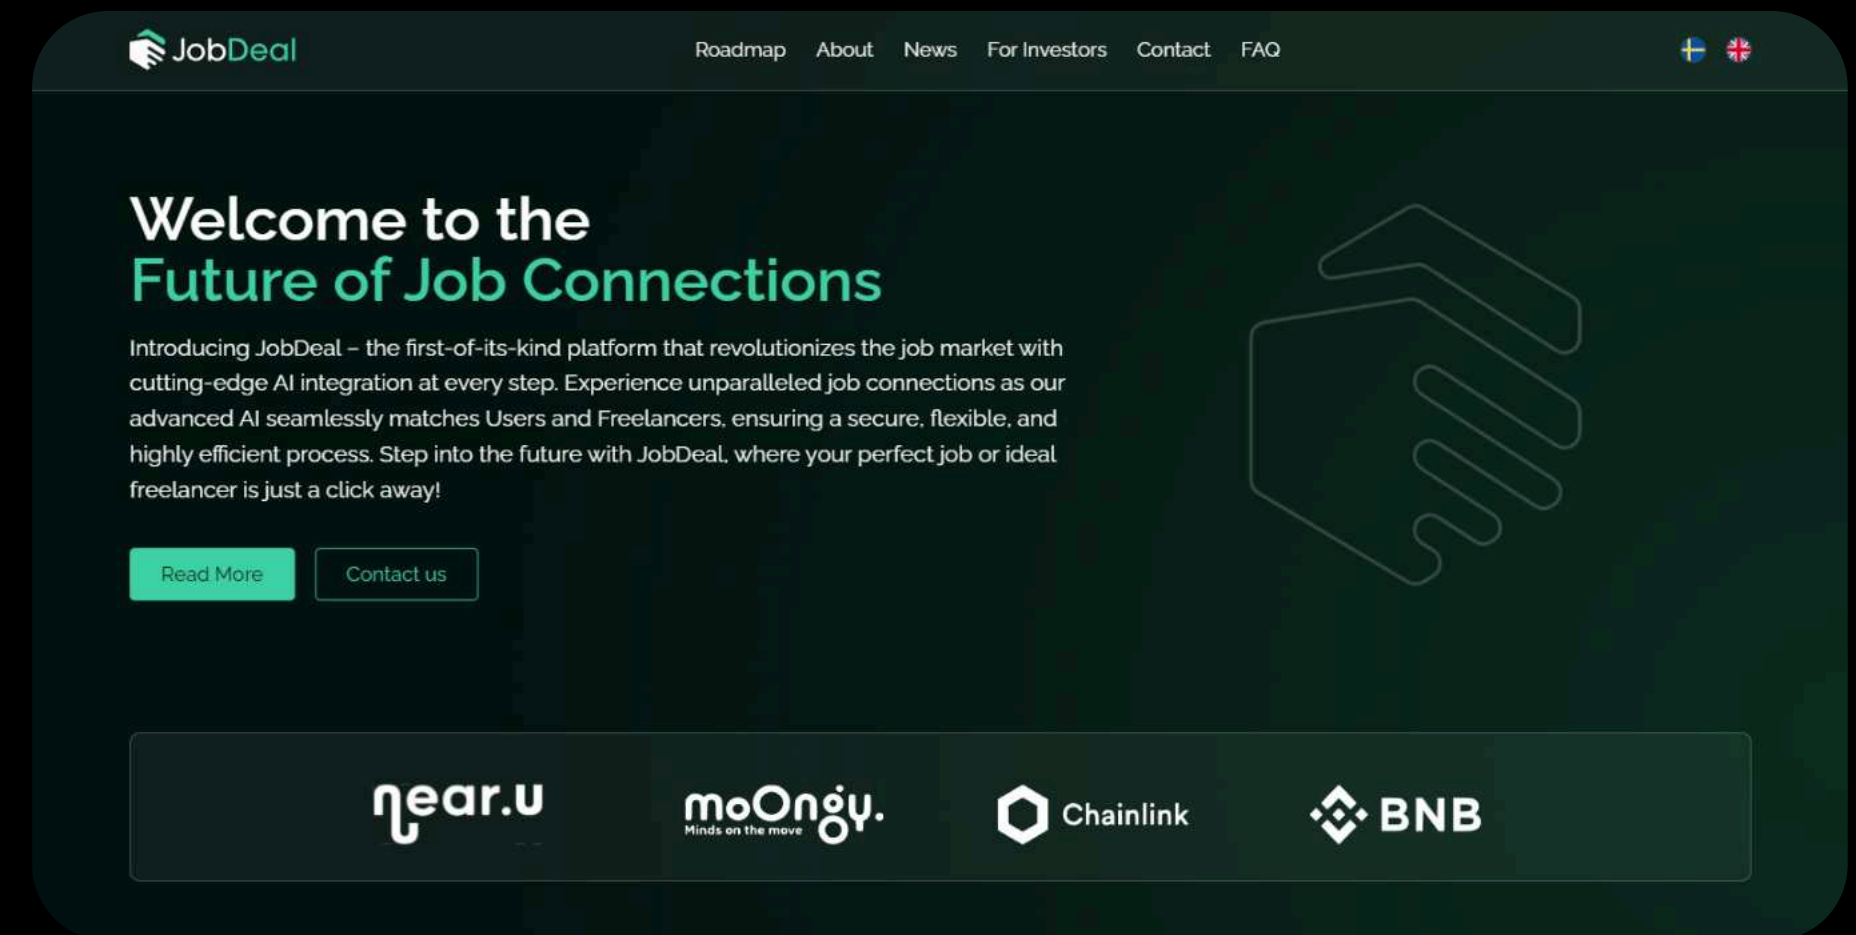 JobDeal
Roadmap About News For Investors Contact FAQ
Welcome to the
Future of Job Connections
Introducing JobDeal – the first-of-its-kind platform that revolutionizes the job market with
cutting-edge AI integration at every step. Experience unparalleled job connections as our
advanced AI seamlessly matches Users and Freelancers, ensuring a secure, flexible, and
highly efficient process. Step into the future with JobDeal, where your perfect job or ideal
freelancer is just a click away!
Read More Contact us
near.u
moOngy.
Minds on the move
Chainlink
BNB